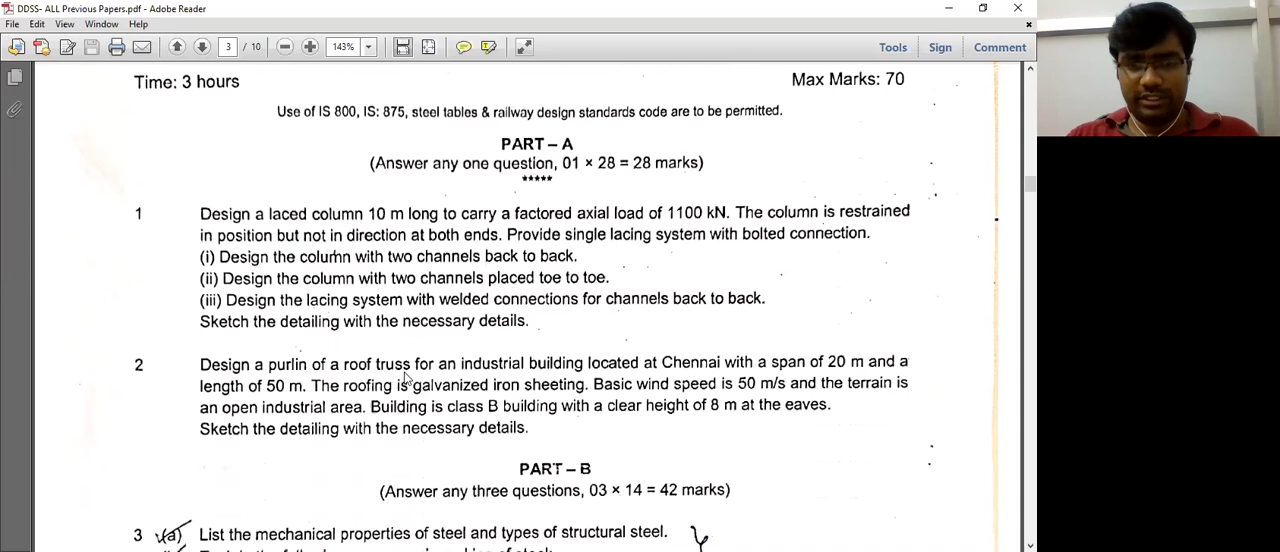 DDSS- ALL Previous Papers.pdf - Adobe Reader
File Edit View Window Help
3 / 10 143% Tools Sign Comment
Time: 3 hours Max Marks: 70
Use of IS 800, IS: 875, steel tables & railway design standards code are to be permitted.
PART – A
(Answer any one question, 01 × 28 = 28 marks)
*****
1 Design a laced column 10 m long to carry a factored axial load of 1100 kN. The column is restrained
in position but not in direction at both ends. Provide single lacing system with bolted connection.
(i) Design the column with two channels back to back.
(ii) Design the column with two channels placed toe to toe.
(iii) Design the lacing system with welded connections for channels back to back.
Sketch the detailing with the necessary details.
2 Design a purlin of a roof truss for an industrial building located at Chennai with a span of 20 m and a
length of 50 m. The roofing is galvanized iron sheeting. Basic wind speed is 50 m/s and the terrain is
an open industrial area. Building is class B building with a clear height of 8 m at the eaves.
Sketch the detailing with the necessary details.
PART – B
(Answer any three questions, 03 × 14 = 42 marks)
3 (a) List the mechanical properties of steel and types of structural steel.